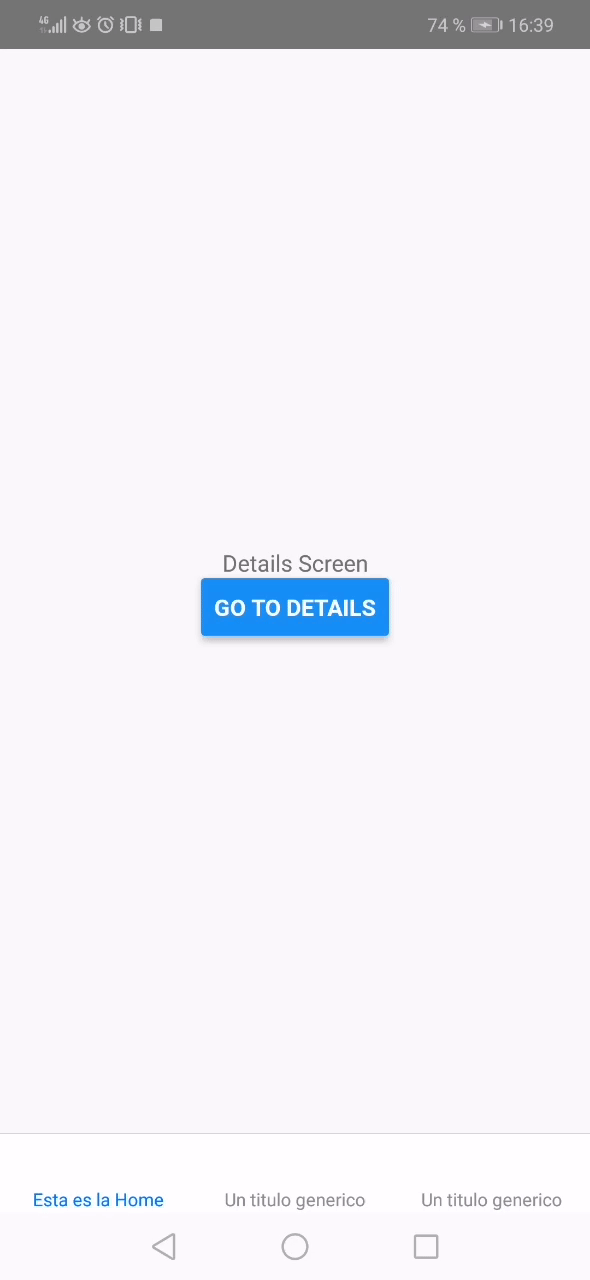 4G
74 % 16:39
Details Screen
GO TO DETAILS
Esta es la Home
Un titulo generico
Un titulo generico